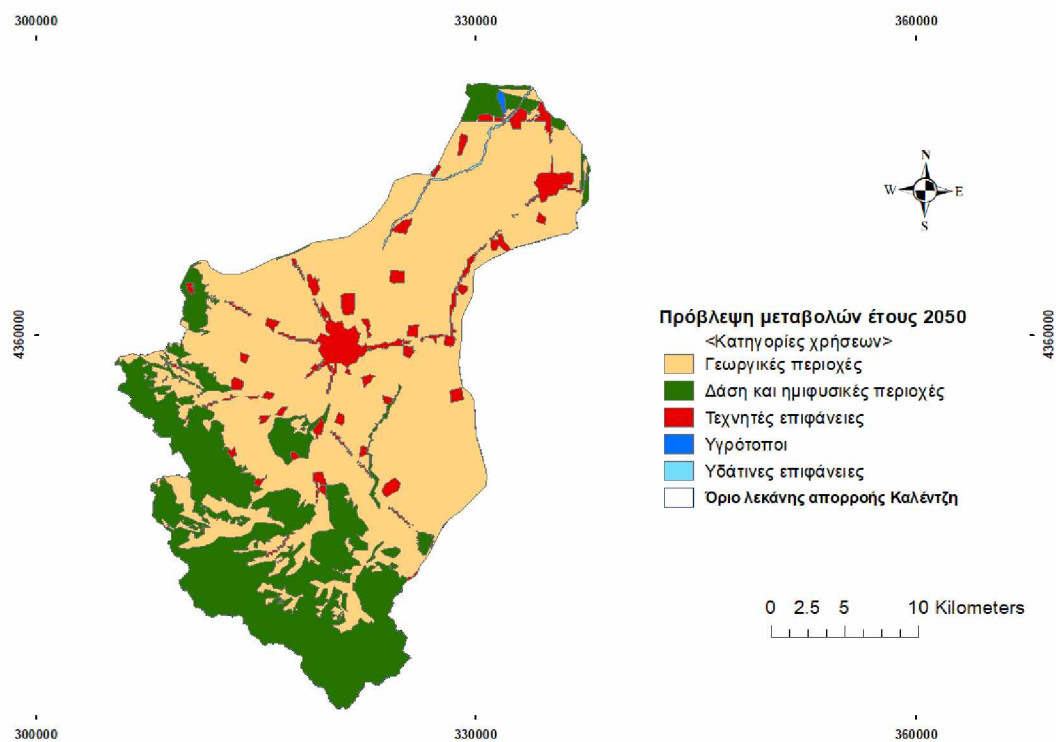 300000 330000 360000
N
W E
S
4360000 4360000
Πρόβλεψη μεταβολών έτους 2050
<Κατηγορίες χρήσεων>
Γεωργικές περιοχές
Δάση και ημιφυσικές περιοχές
Τεχνητές επιφάνειες
Υγρότοποι
Υδάτινες επιφάνειες
Όριο λεκάνης απορροής Καλέντζη
0 2.5 5 10 Kilometers
300000 330000 360000